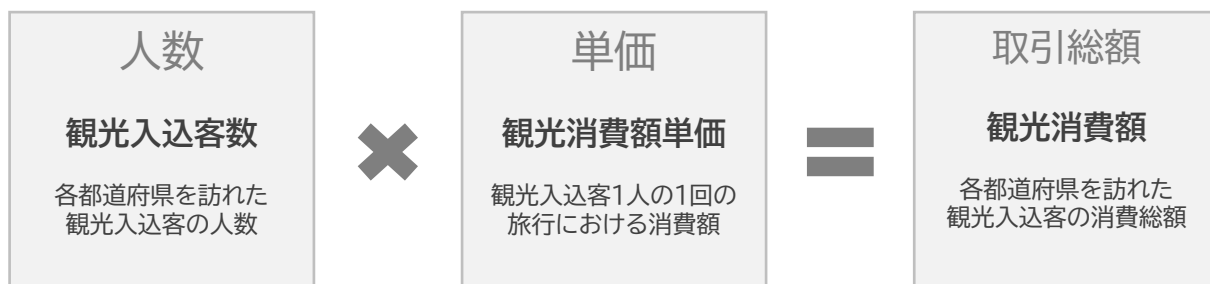 人数
観光入込客数
各都道府県を訪れた
観光入込客の人数
単価
観光消費額単価
観光入込客1人の1回の
旅行における消費額
取引総額
観光消費額
各都道府県を訪れた
観光入込客の消費総額